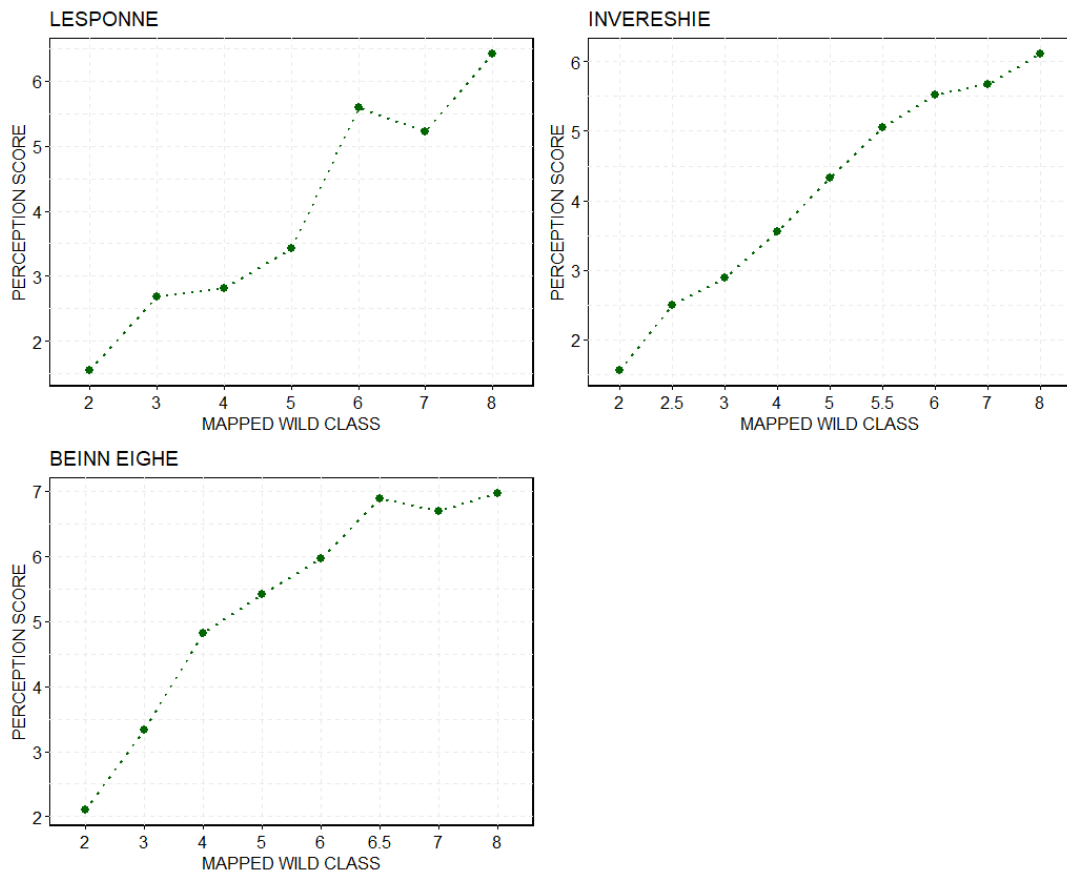 LESPONNE
PERCEPTION SCORE
6
5
4
3
2
2 3 4 5 6 7 8
MAPPED WILD CLASS
INVERESHIE
PERCEPTION SCORE
6
5
4
3
2
2 2.5 3 4 5 5.5 6 7 8
MAPPED WILD CLASS
BEINN EIGHE
PERCEPTION SCORE
7
6
5
4
3
2
2 3 4 5 6 6.5 7 8
MAPPED WILD CLASS